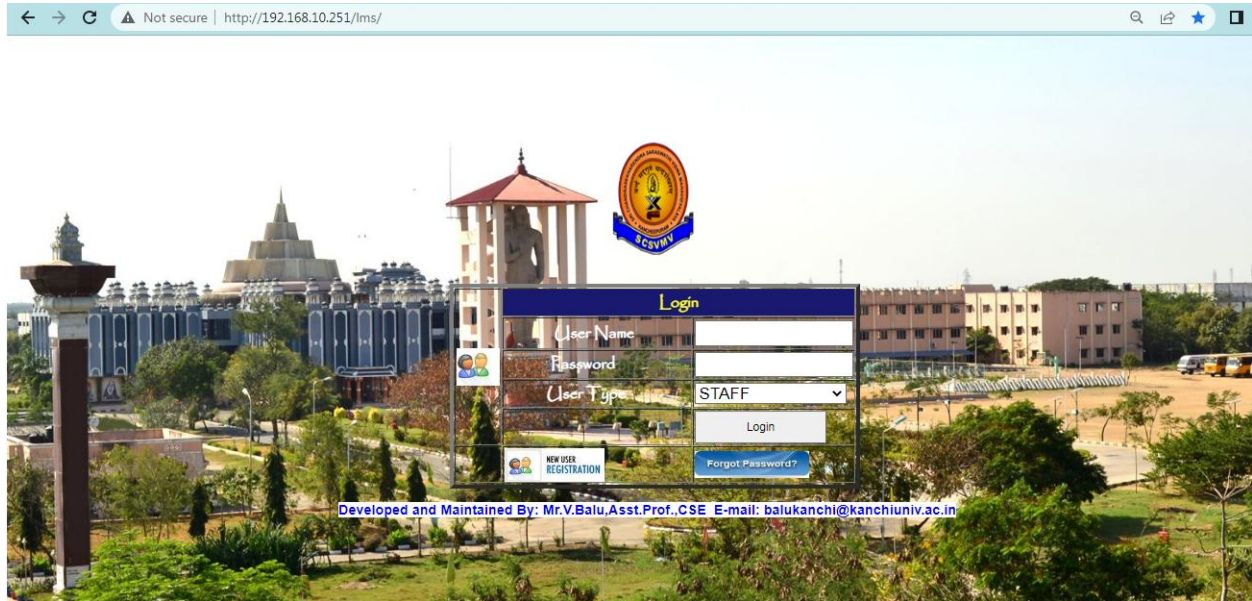 Not secure | http://192.168.10.251/lms/
SCSVMV
Login
User Name
Password
User Type
STAFF
Login
NEW USER
REGISTRATION
Forgot Password?
Developed and Maintained By: Mr.V.Balu,Asst.Prof.,CSE E-mail: balukanchi@kanchiuniv.ac.in